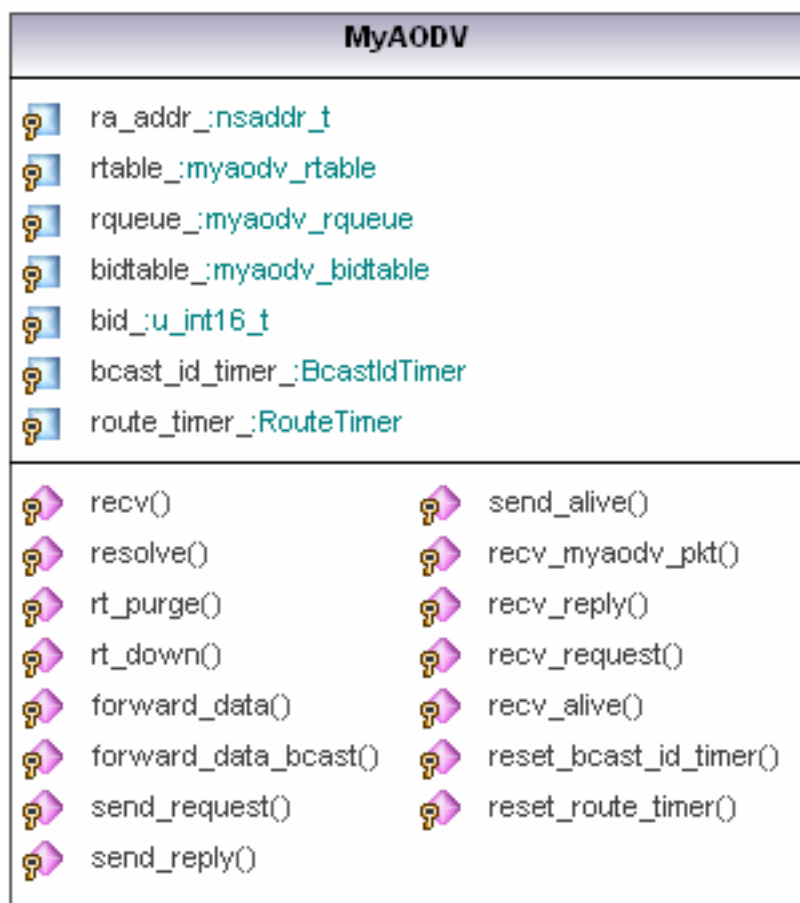 MyAODV
ra_addr_:nsaddr_t
rtable_:myaodv_rtable
rqueue_:myaodv_rqueue
bidtable_:myaodv_bidtable
bid_:u_int16_t
bcast_id_timer_:BcastIdTimer
route_timer_:RouteTimer
recv()
resolve()
rt_purge()
rt_down()
forward_data()
forward_data_bcast()
send_request()
send_reply()
send_alive()
recv_myaodv_pkt()
recv_reply()
recv_request()
recv_alive()
reset_bcast_id_timer()
reset_route_timer()